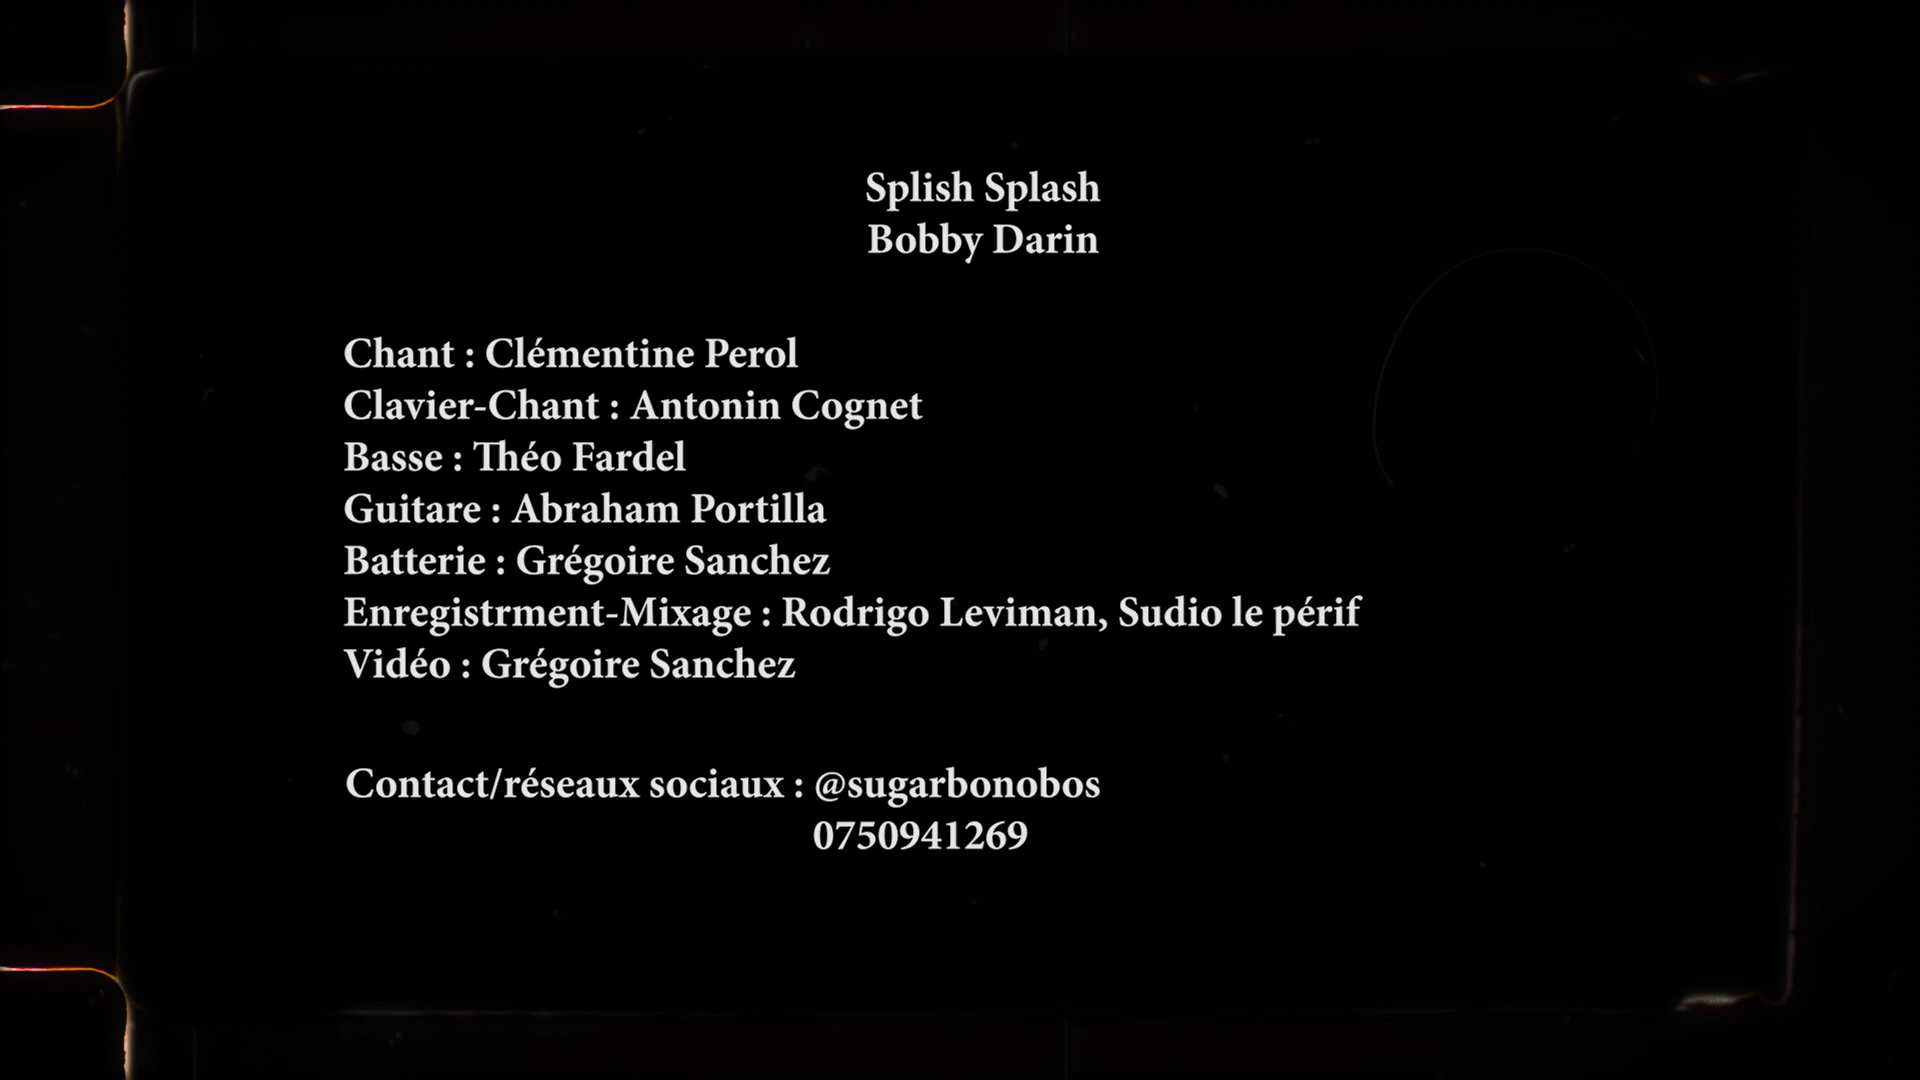 Splish Splash
Bobby Darin
Chant : Clémentine Perol
Clavier-Chant : Antonin Cognet
Basse : Théo Fardel
Guitare : Abraham Portilla
Batterie : Grégoire Sanchez
Enregistrment-Mixage : Rodrigo Leviman, Sudio le périf
Vidéo : Grégoire Sanchez
Contact/réseaux sociaux : @sugarbonobos
0750941269